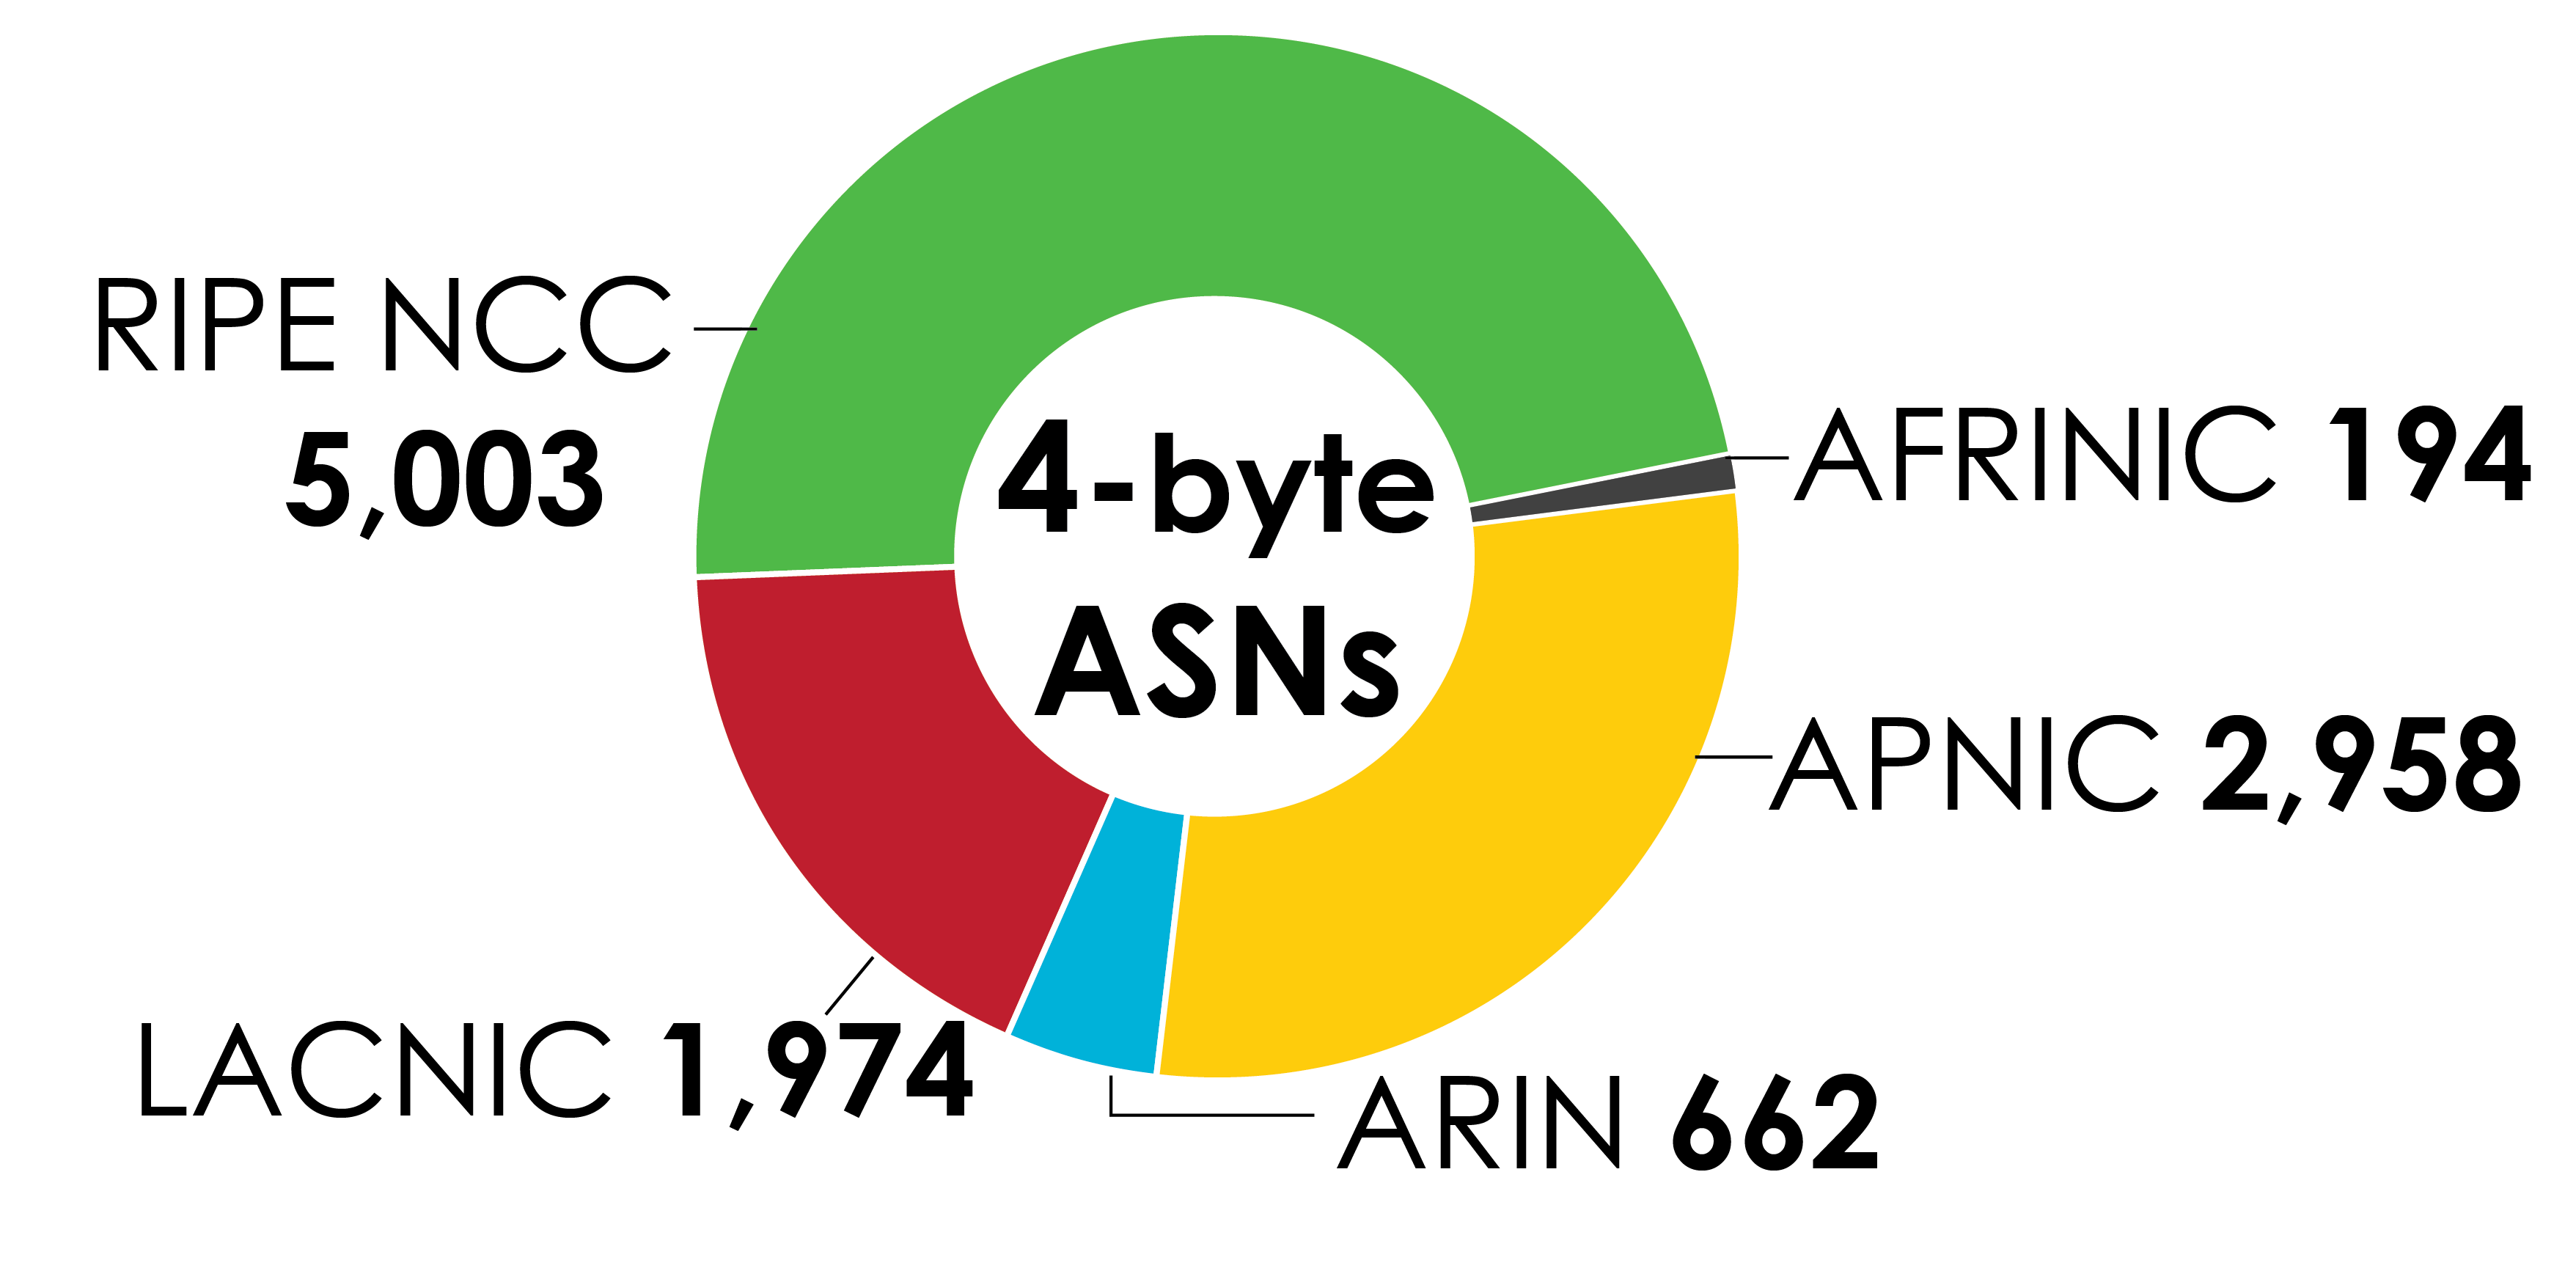 RIPE NCC
5,003
4-byte
ASNs
AFRINIC 194
APNIC 2,958
LACNIC 1,974
ARIN 662